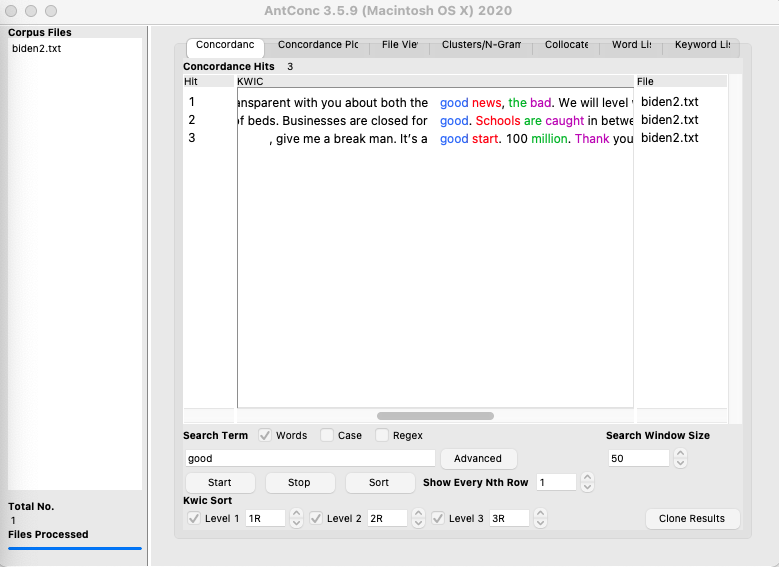 AntConc 3.5.9 (Macintosh OS X) 2020
Corpus Files
biden2.txt
Concordanc Concordance Plo File Vie Clusters/N-Gram Collocate Word Lis Keyword Lis
Concordance Hits 3
Hit KWIC File
1 ansparent with you about both the good news, the bad. We will level biden2.txt
2 of beds. Businesses are closed for good. Schools are caught in betwe biden2.txt
3 , give me a break man. It's a good start. 100 million. Thank you biden2.txt
Search Term Words Case Regex Search Window Size
good Advanced 50
Start Stop Sort Show Every Nth Row 1
Kwic Sort
Level 1 1R Level 2 2R Level 3 3R Clone Results
Total No.
1
Files Processed